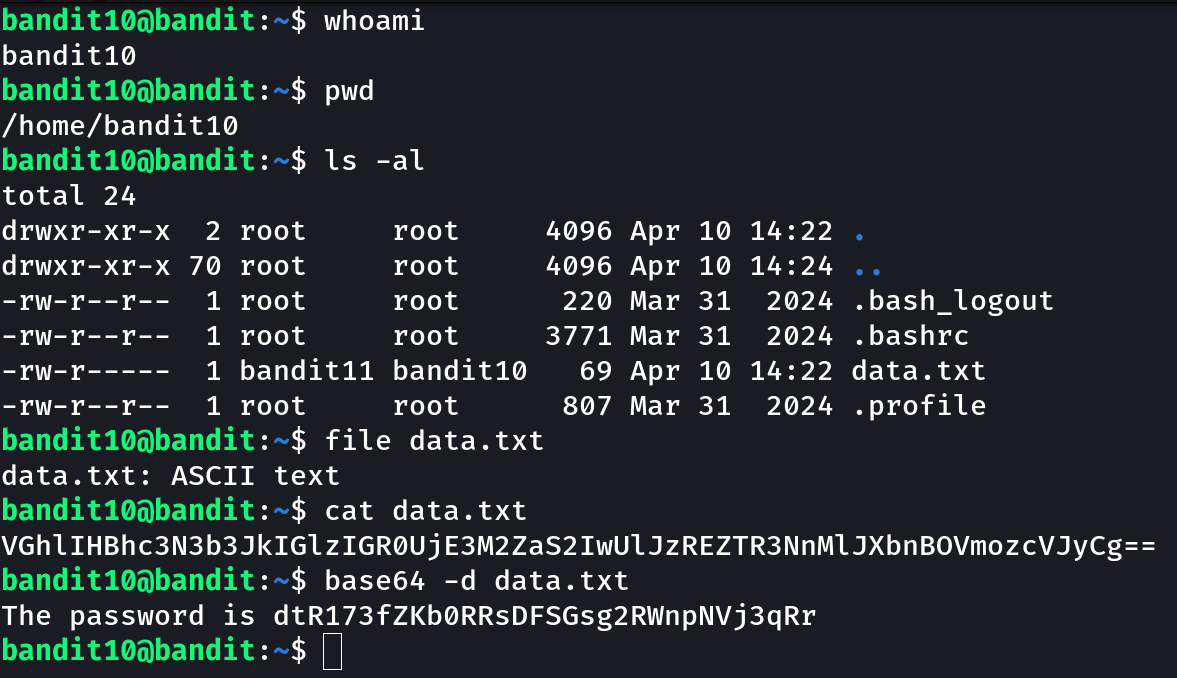 bandit10@bandit:~$ whoami
bandit10
bandit10@bandit:~$ pwd
/home/bandit10
bandit10@bandit:~$ ls -al
total 24
drwxr-xr-x  2 root     root     4096 Apr 10 14:22 .
drwxr-xr-x 70 root     root     4096 Apr 10 14:24 ..
-rw-r--r--  1 root     root      220 Mar 31  2024 .bash_logout
-rw-r--r--  1 root     root     3771 Mar 31  2024 .bashrc
-rw-r-----  1 bandit11 bandit10   69 Apr 10 14:22 data.txt
-rw-r--r--  1 root     root      807 Mar 31  2024 .profile
bandit10@bandit:~$ file data.txt
data.txt: ASCII text
bandit10@bandit:~$ cat data.txt
VGhlIHBhc3N3b3JkIGlzIGR0UjE3M2ZaS2IwUlJzREZTR3NnMlJXbnBOVmozcVJyCg==
bandit10@bandit:~$ base64 -d data.txt
The password is dtR173fZKb0RRsDFSGsg2RWnpNVj3qRr
bandit10@bandit:~$